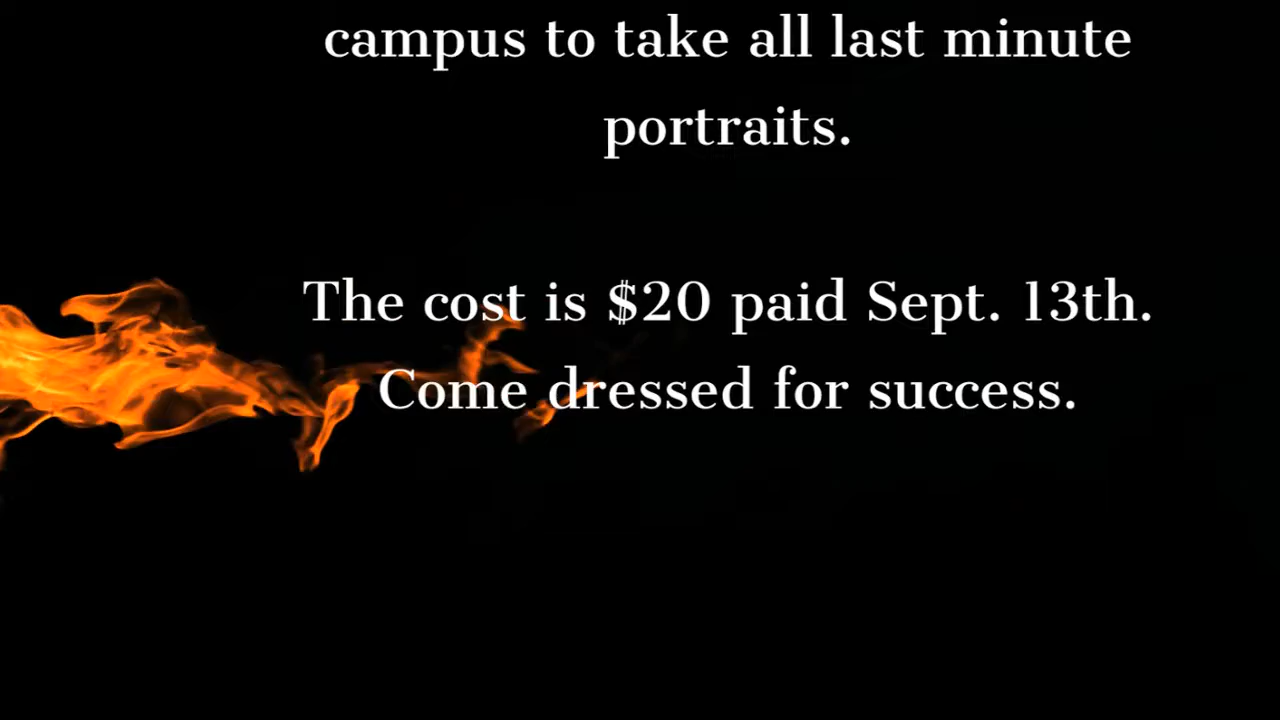 campus to take all last minute
portraits.
The cost is $20 paid Sept. 13th.
Come dressed for success.